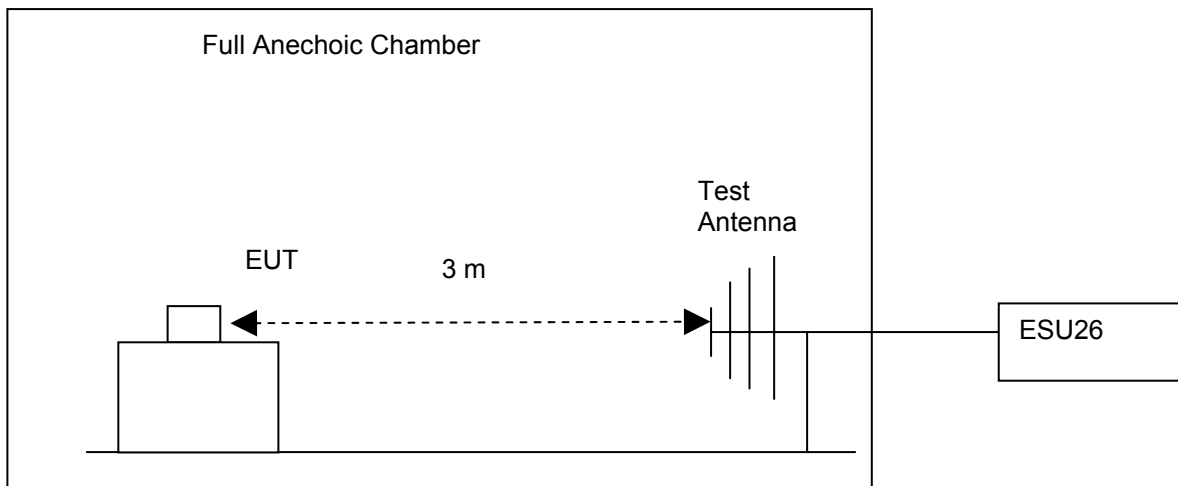 Full Anechoic Chamber
Test
Antenna
EUT
3 m
ESU26